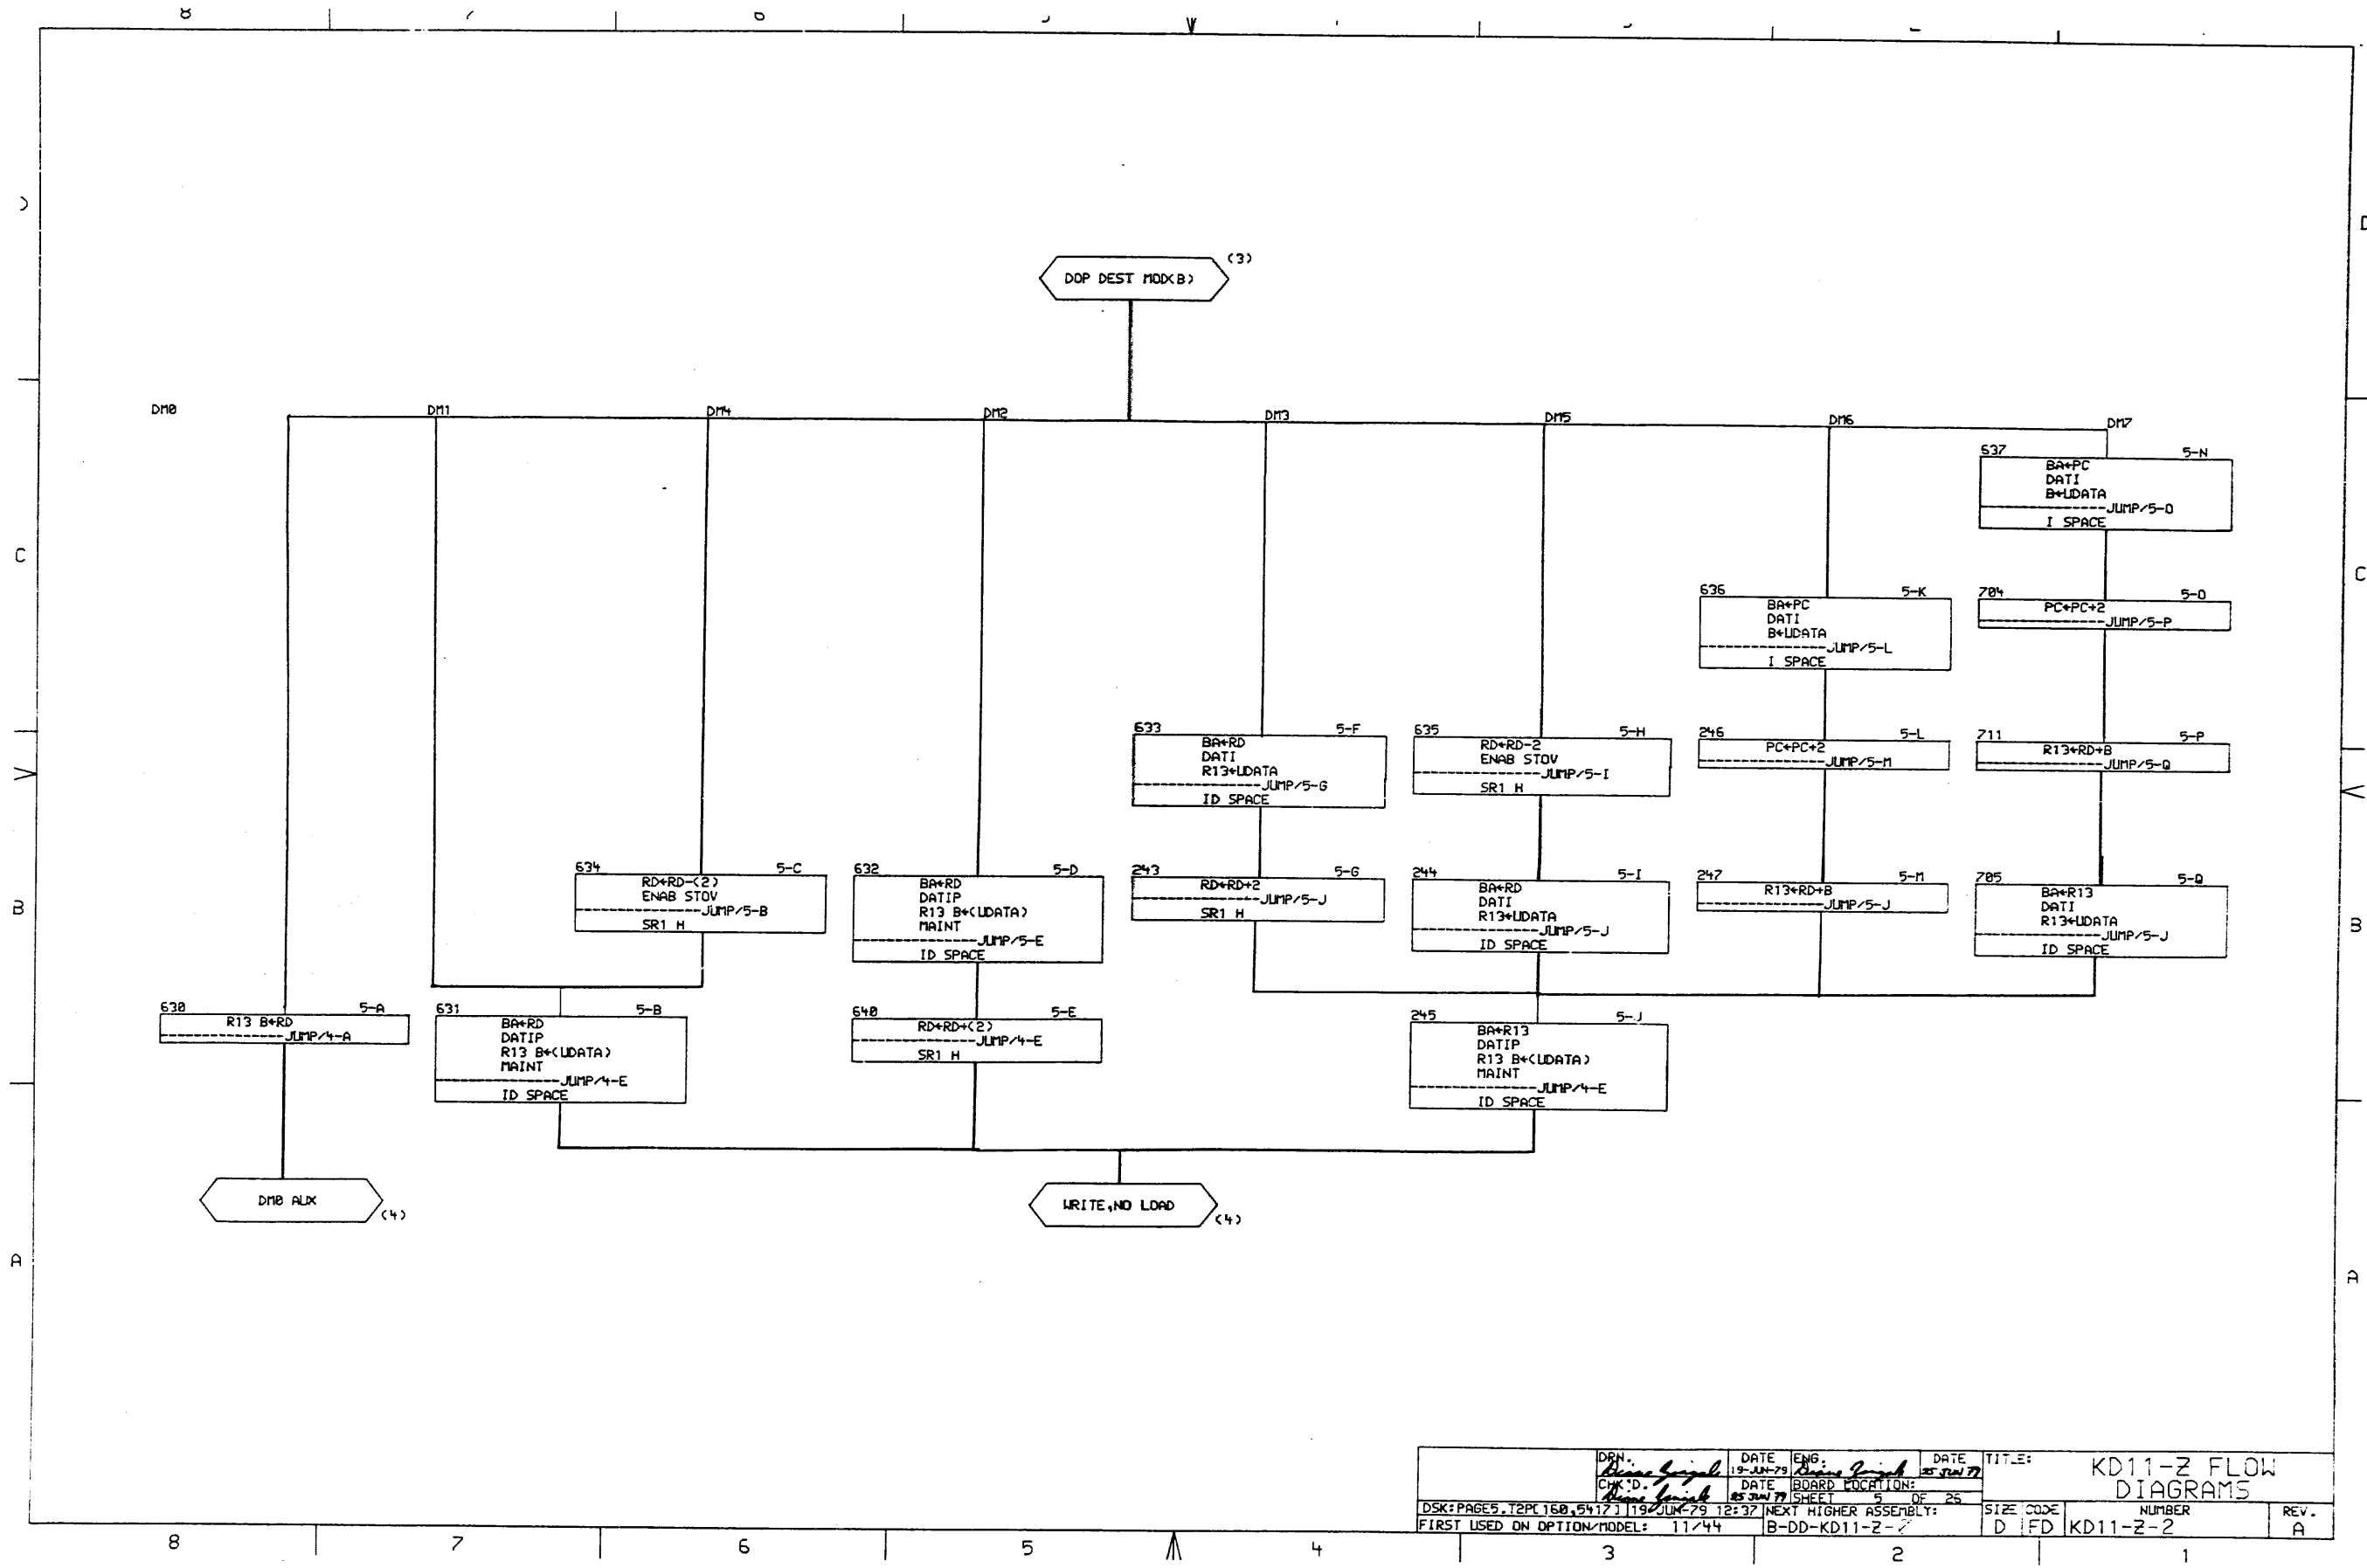 DOP DEST MOD(B) (3)
DM0 DM1 DM4 DM2 DM3 DM5 DM6 DM7
637 5-N
BA←PC
DATI
B←UDATA
JUMP/5-O
I SPACE
636 5-K
BA←PC
DATI
B←UDATA
JUMP/5-L
I SPACE
704 5-O
PC←PC+2
JUMP/5-P
633 5-F
BA←RD
DATI
R13←UDATA
JUMP/5-G
ID SPACE
635 5-H
RD←RD-2
ENAB STOV
JUMP/5-I
SR1 H
246 5-L
PC←PC+2
JUMP/5-M
711 5-P
R13←RD+B
JUMP/5-Q
634 5-C
RD←RD-(2)
ENAB STOV
JUMP/5-B
SR1 H
632 5-D
BA←RD
DATIP
R13 B←(UDATA)
MAINT
JUMP/5-E
ID SPACE
243 5-G
RD←RD+2
JUMP/5-J
SR1 H
244 5-I
BA←RD
DATI
R13←UDATA
JUMP/5-J
ID SPACE
247 5-M
R13←RD+B
JUMP/5-J
705 5-Q
BA←R13
DATI
R13←UDATA
JUMP/5-J
ID SPACE
630 5-A
R13 B←RD
JUMP/4-A
631 5-B
BA←RD
DATIP
R13 B←(UDATA)
MAINT
JUMP/4-E
ID SPACE
640 5-E
RD←RD+(2)
JUMP/4-E
SR1 H
245 5-J
BA←R13
DATIP
R13 B←(UDATA)
MAINT
JUMP/4-E
ID SPACE
DM0 AUX (4)
WRITE,NO LOAD (4)
C C
B B
A A
DRN. DATE 19-JUN-79 ENG. DATE 25 JUN 79
CHK'D. DATE 25 JUN 79 BOARD LOCATION:
SHEET 5 OF 26
TITLE: KD11-Z FLOW
DIAGRAMS
DSK:PAGE5.T2P[160,5417] 19-JUN-79 12:37 NEXT HIGHER ASSEMBLY:
FIRST USED ON OPTION/MODEL: 11/44 B-DD-KD11-Z-
SIZE CODE NUMBER REV.
D FD KD11-Z-2 A
8 7 6 5 4 3 2 1